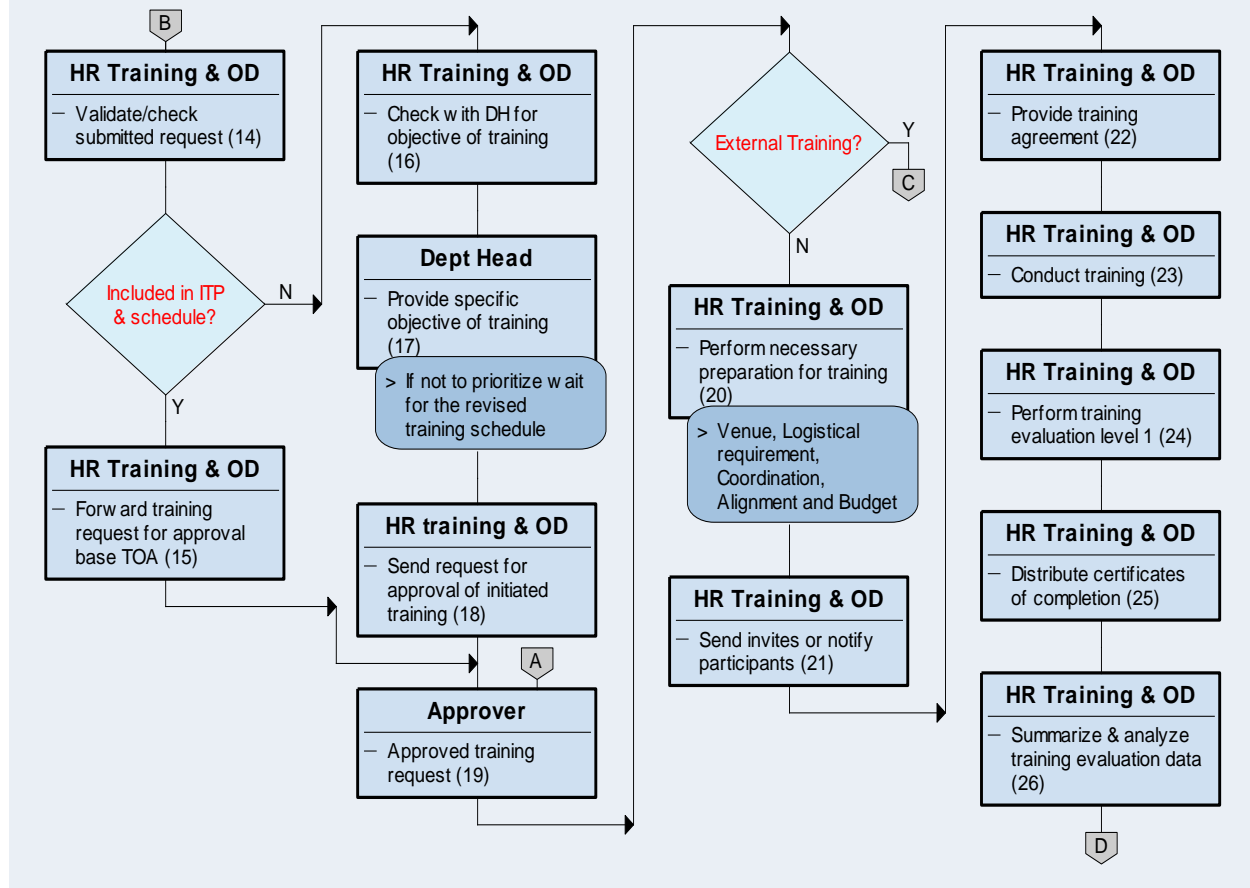 B
HR Training & OD
– Validate/check
submitted request (14)
Included in ITP
& schedule?
N
Y
HR Training & OD
– Forward training
request for approval
base TOA (15)
HR Training & OD
– Check with DH for
objective of training
(16)
Dept Head
– Provide specific
objective of training
(17)
> If not to prioritize wait
for the revised
training schedule
HR training & OD
– Send request for
approval of initiated
training (18)
A
Approver
– Approved training
request (19)
External Training?
Y
C
N
HR Training & OD
– Perform necessary
preparation for training
(20)
> Venue, Logistical
requirement,
Coordination,
Alignment and Budget
HR Training & OD
– Send invites or notify
participants (21)
HR Training & OD
– Provide training
agreement (22)
HR Training & OD
– Conduct training (23)
HR Training & OD
– Perform training
evaluation level 1 (24)
HR Training & OD
– Distribute certificates
of completion (25)
HR Training & OD
– Summarize & analyze
training evaluation data
(26)
D